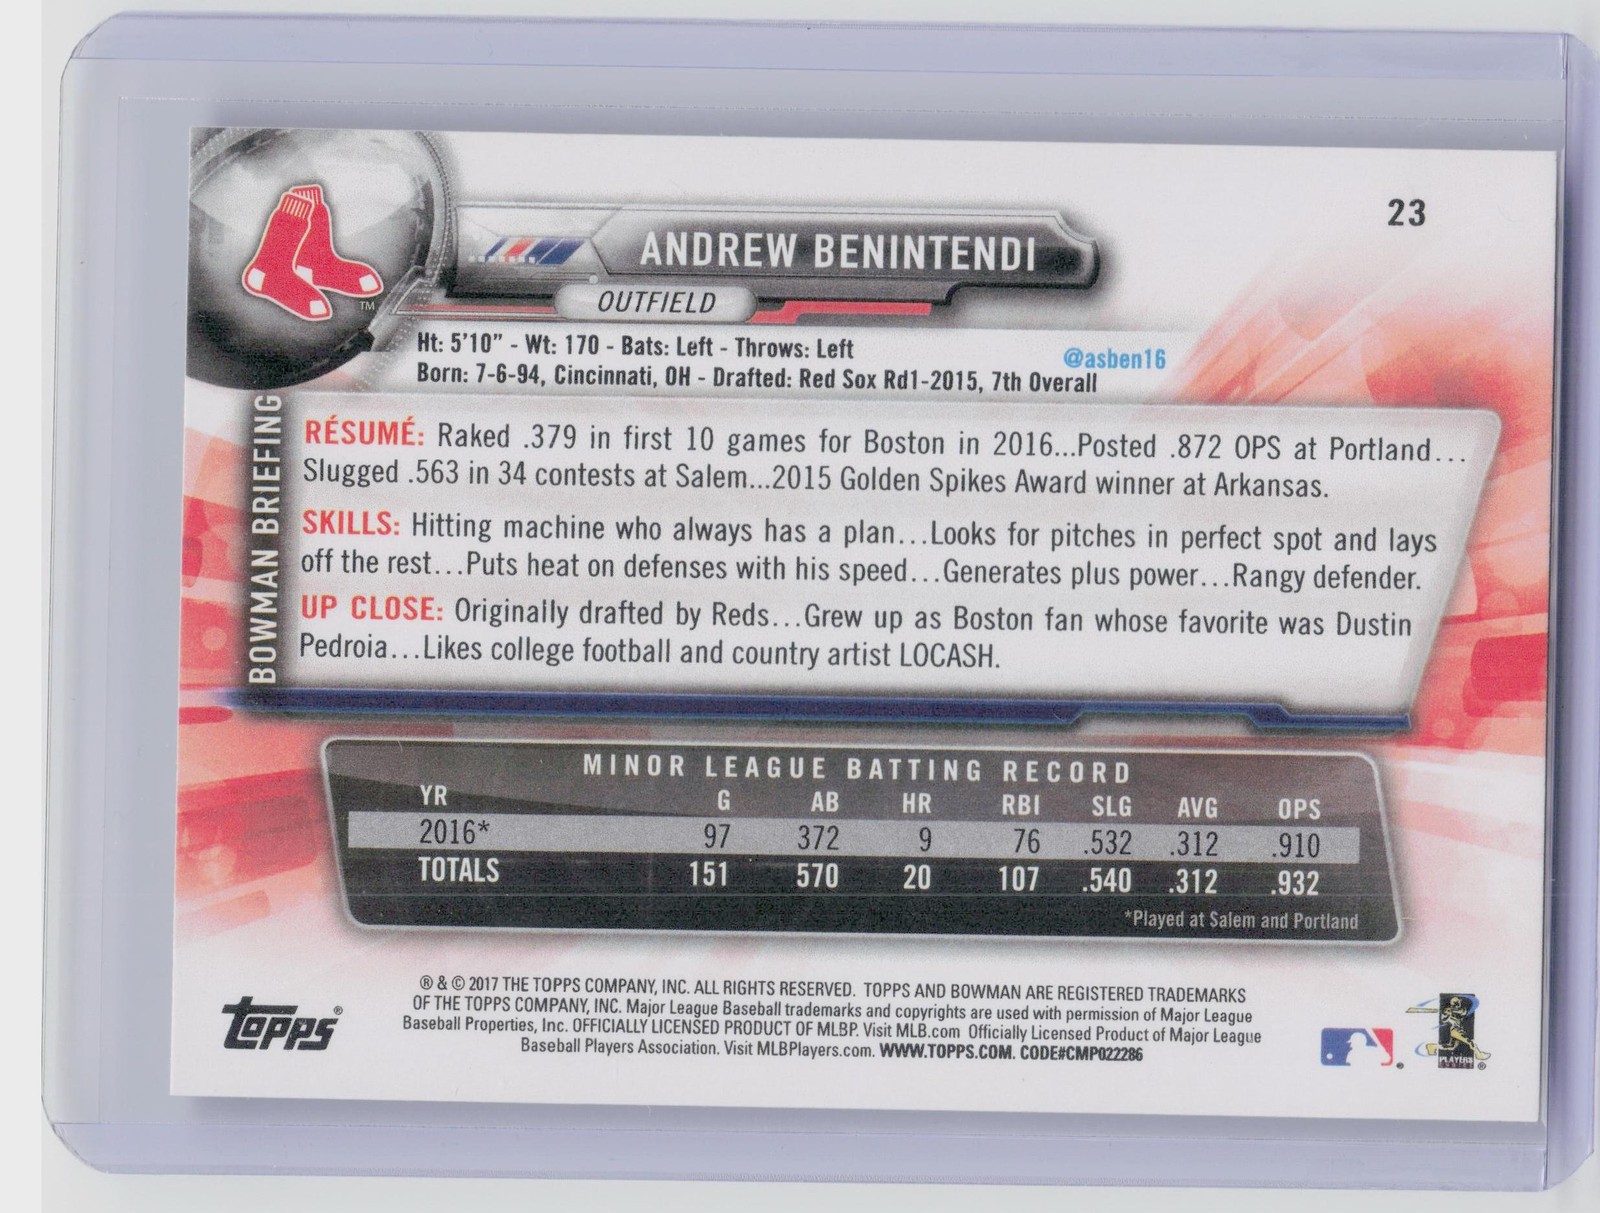 23
ANDREW BENINTENDI
OUTFIELD
TM
Ht: 5'10" - Wt: 170 - Bats: Left - Throws: Left
@asben16
Born: 7-6-94, Cincinnati, OH - Drafted: Red Sox Rd1-2015, 7th Overall
BOWMAN BRIEFING
RÉSUMÉ: Raked .379 in first 10 games for Boston in 2016...Posted .872 OPS at Portland...
Slugged .563 in 34 contests at Salem...2015 Golden Spikes Award winner at Arkansas.
SKILLS: Hitting machine who always has a plan...Looks for pitches in perfect spot and lays
off the rest...Puts heat on defenses with his speed...Generates plus power...Rangy defender.
UP CLOSE: Originally drafted by Reds...Grew up as Boston fan whose favorite was Dustin
Pedroia...Likes college football and country artist LOCASH.
MINOR LEAGUE BATTING RECORD
YR G AB HR RBI SLG AVG OPS
2016* 97 372 9 76 .532 .312 .910
TOTALS 151 570 20 107 .540 .312 .932
*Played at Salem and Portland
® & © 2017 THE TOPPS COMPANY, INC. ALL RIGHTS RESERVED. TOPPS AND BOWMAN ARE REGISTERED TRADEMARKS
OF THE TOPPS COMPANY, INC. Major League Baseball trademarks and copyrights are used with permission of Major League
Baseball Properties, Inc. OFFICIALLY LICENSED PRODUCT OF MLBP. Visit MLB.com Officially Licensed Product of Major League
Baseball Players Association. Visit MLBPlayers.com. WWW.TOPPS.COM. CODE#CMP022286
topps®
PLAYERS